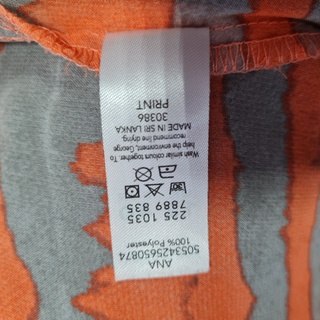 ANA
5053425650874
100% Polyester
225 1035
7889 835
Wash similar colours together. To
help the environment, George
recommend line drying.
MADE IN SRI LANKA
30386
PRINT